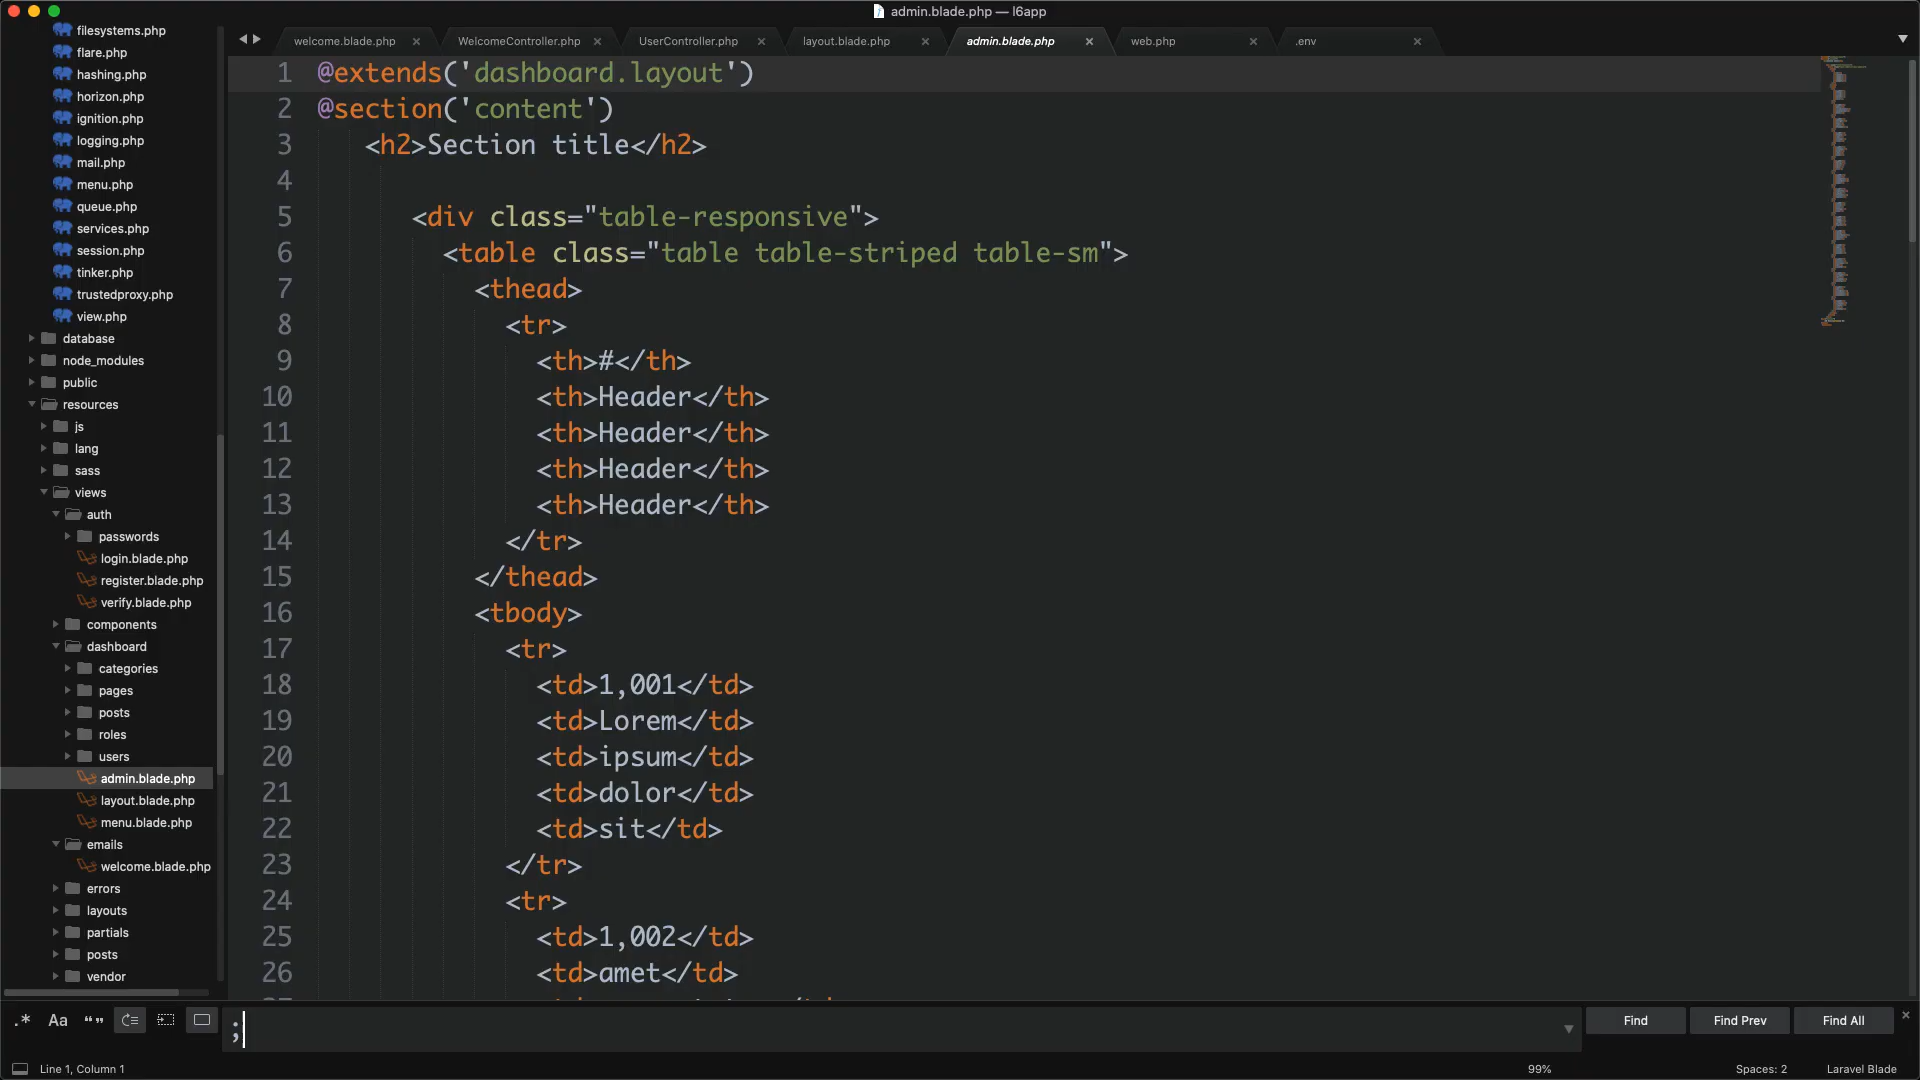 admin.blade.php — l6app
filesystems.php
flare.php
hashing.php
horizon.php
ignition.php
logging.php
mail.php
menu.php
queue.php
services.php
session.php
tinker.php
trustedproxy.php
view.php
database
node_modules
public
resources
js
lang
sass
views
auth
passwords
login.blade.php
register.blade.php
verify.blade.php
components
dashboard
categories
pages
posts
roles
users
admin.blade.php
layout.blade.php
menu.blade.php
emails
welcome.blade.php
errors
layouts
partials
posts
vendor
welcome.blade.php × WelcomeController.php × UserController.php × layout.blade.php × admin.blade.php × web.php × .env ×
1 @extends('dashboard.layout')
2 @section('content')
3 <h2>Section title</h2>
4
5 <div class="table-responsive">
6 <table class="table table-striped table-sm">
7 <thead>
8 <tr>
9 <th>#</th>
10 <th>Header</th>
11 <th>Header</th>
12 <th>Header</th>
13 <th>Header</th>
14 </tr>
15 </thead>
16 <tbody>
17 <tr>
18 <td>1,001</td>
19 <td>Lorem</td>
20 <td>ipsum</td>
21 <td>dolor</td>
22 <td>sit</td>
23 </tr>
24 <tr>
25 <td>1,002</td>
26 <td>amet</td>
.* Aa “” ; Find Find Prev Find All ×
Line 1, Column 1 99% Spaces: 2 Laravel Blade